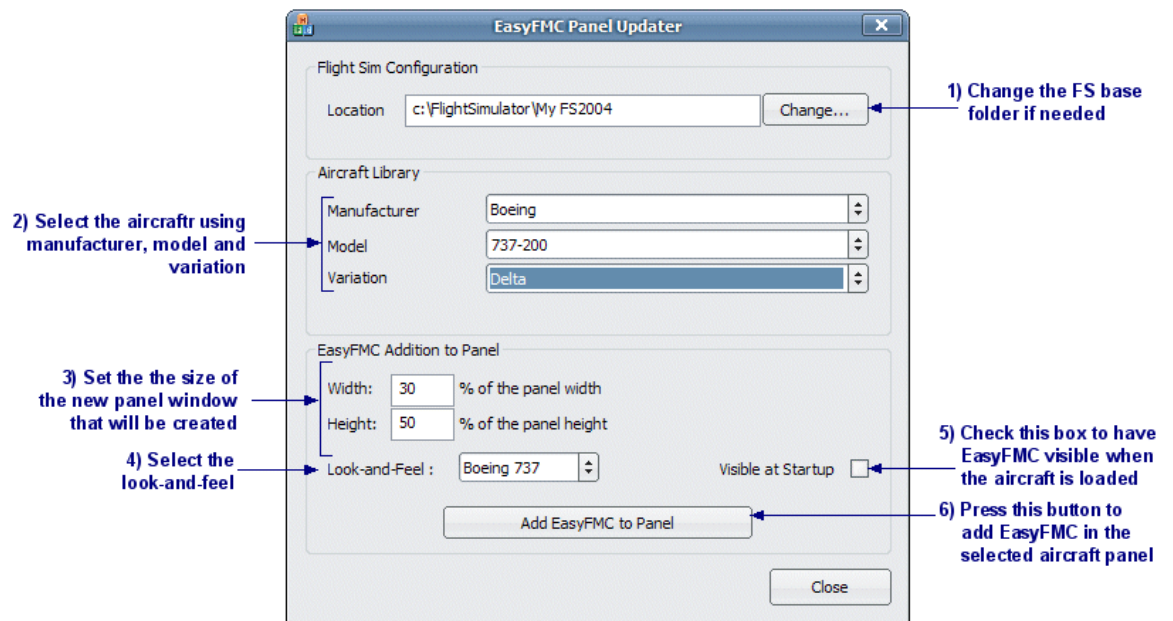 EasyFMC Panel Updater
Flight Sim Configuration
Location
c:\FlightSimulator\My FS2004
Change...
1) Change the FS base
folder if needed
Aircraft Library
2) Select the aircraftr using
manufacturer, model and
variation
Manufacturer
Boeing
Model
737-200
Variation
Delta
EasyFMC Addition to Panel
3) Set the the size of
the new panel window
that will be created
Width:
30
% of the panel width
Height:
50
% of the panel height
4) Select the
look-and-feel
Look-and-Feel :
Boeing 737
Visible at Startup
5) Check this box to have
EasyFMC visible when
the aircraft is loaded
Add EasyFMC to Panel
6) Press this button to
add EasyFMC in the
selected aircraft panel
Close